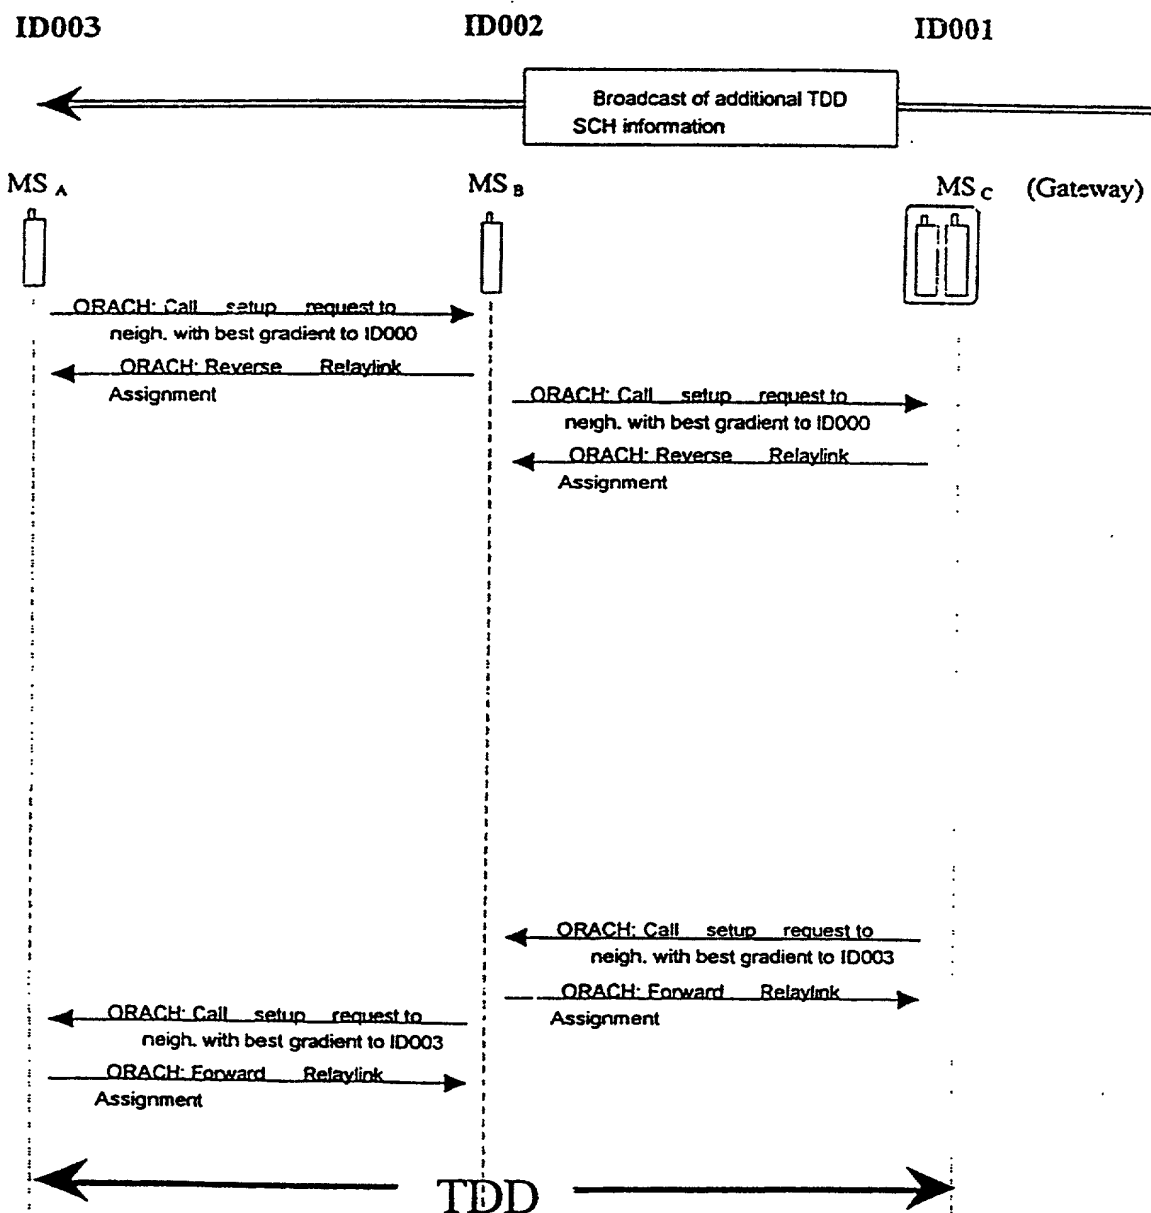 ID003 ID002 ID001
Broadcast of additional TDD
SCH information
MS A MS B MS C (Gateway)
ORACH: Call setup request to
neigh. with best gradient to ID000
ORACH: Reverse Relaylink
Assignment
ORACH: Call setup request to
neigh. with best gradient to ID000
ORACH: Reverse Relaylink
Assignment
ORACH: Call setup request to
neigh. with best gradient to ID003
ORACH: Forward Relaylink
Assignment
ORACH: Call setup request to
neigh. with best gradient to ID003
ORACH: Forward Relaylink
Assignment
TDD